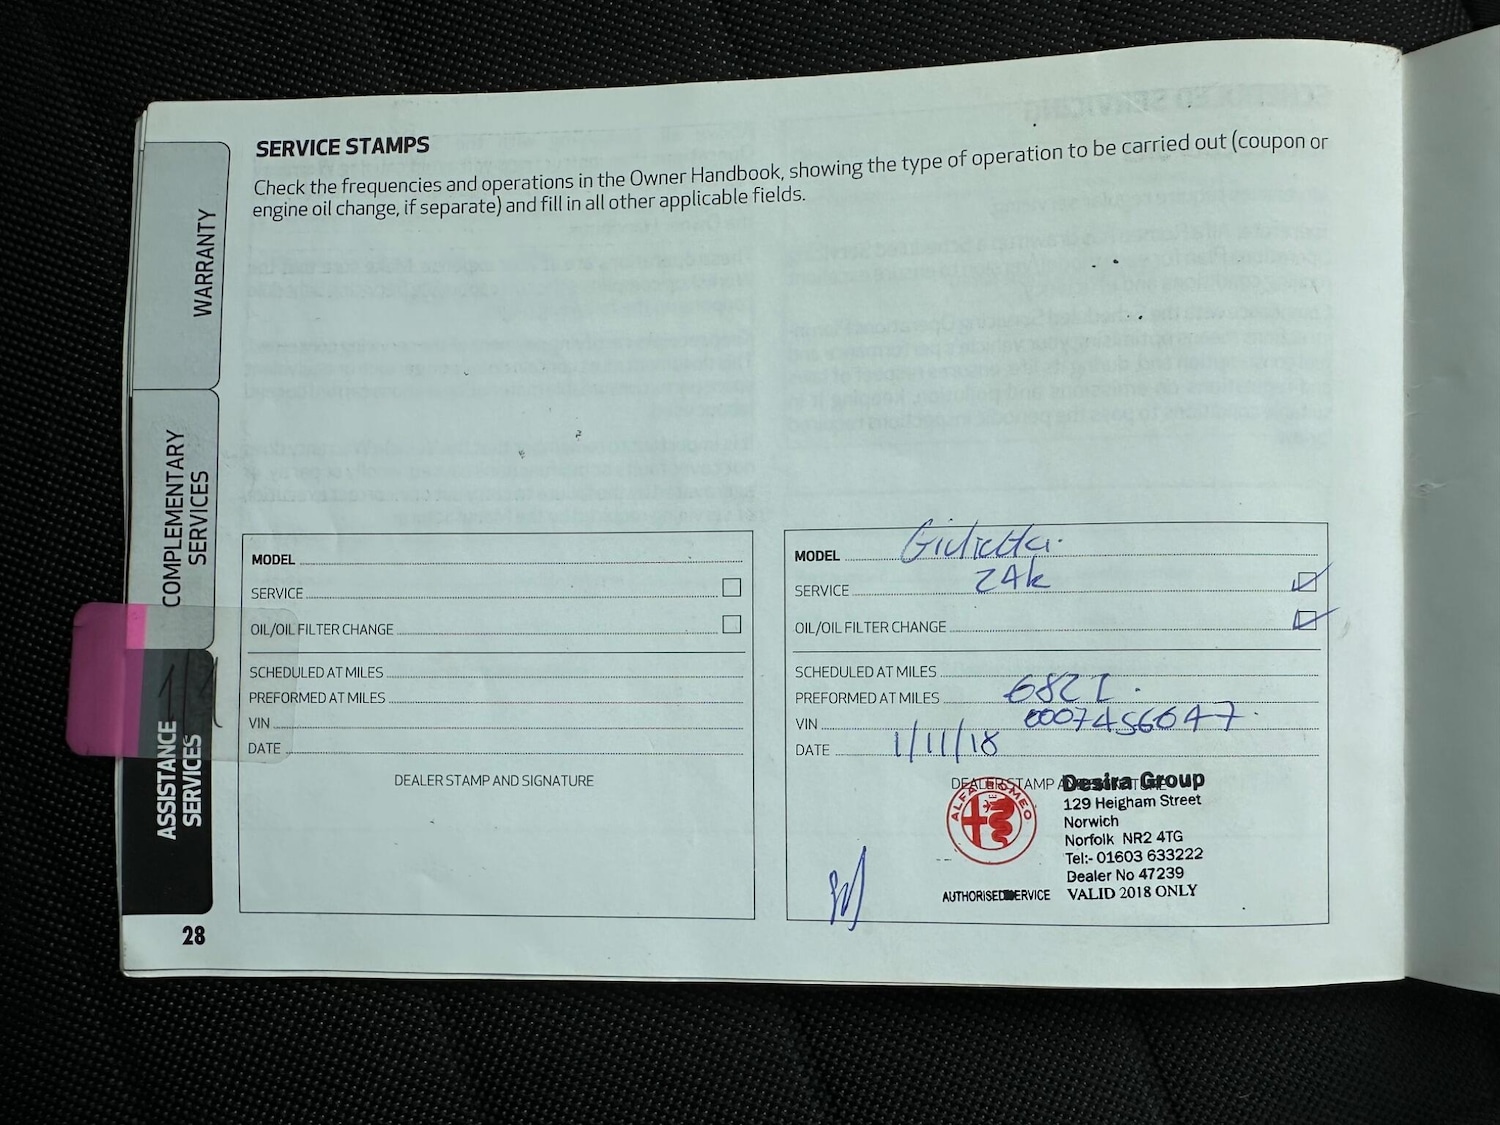 SERVICE STAMPS
Check the frequencies and operations in the Owner Handbook, showing the type of operation to be carried out (coupon or
engine oil change, if separate) and fill in all other applicable fields.
WARRANTY
COMPLEMENTARY
SERVICES
ASSISTANCE
SERVICES
28
MODEL
SERVICE
OIL/OIL FILTER CHANGE
SCHEDULED AT MILES
PREFORMED AT MILES
VIN
DATE
DEALER STAMP AND SIGNATURE
MODEL Giulietta.
SERVICE 24k
OIL/OIL FILTER CHANGE
SCHEDULED AT MILES
PREFORMED AT MILES 6821.
VIN 00007456047.
DATE 1/11/18
DEALER STAMP AND
ALFA ROMEO
AUTHORISED SERVICE
Desira Group
129 Heigham Street
Norwich
Norfolk NR2 4TG
Tel:- 01603 633222
Dealer No 47239
VALID 2018 ONLY